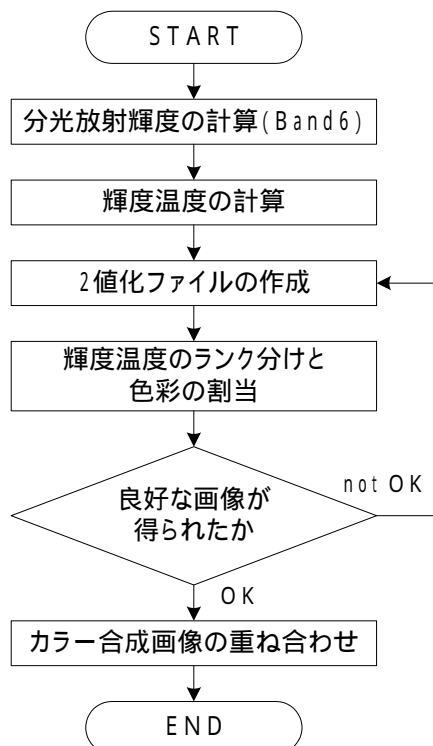 START
分光放射輝度の計算(Band6)
輝度温度の計算
2値化ファイルの作成
輝度温度のランク分けと
色彩の割当
良好な画像が
得られたか
not OK
OK
カラー合成画像の重ね合わせ
END